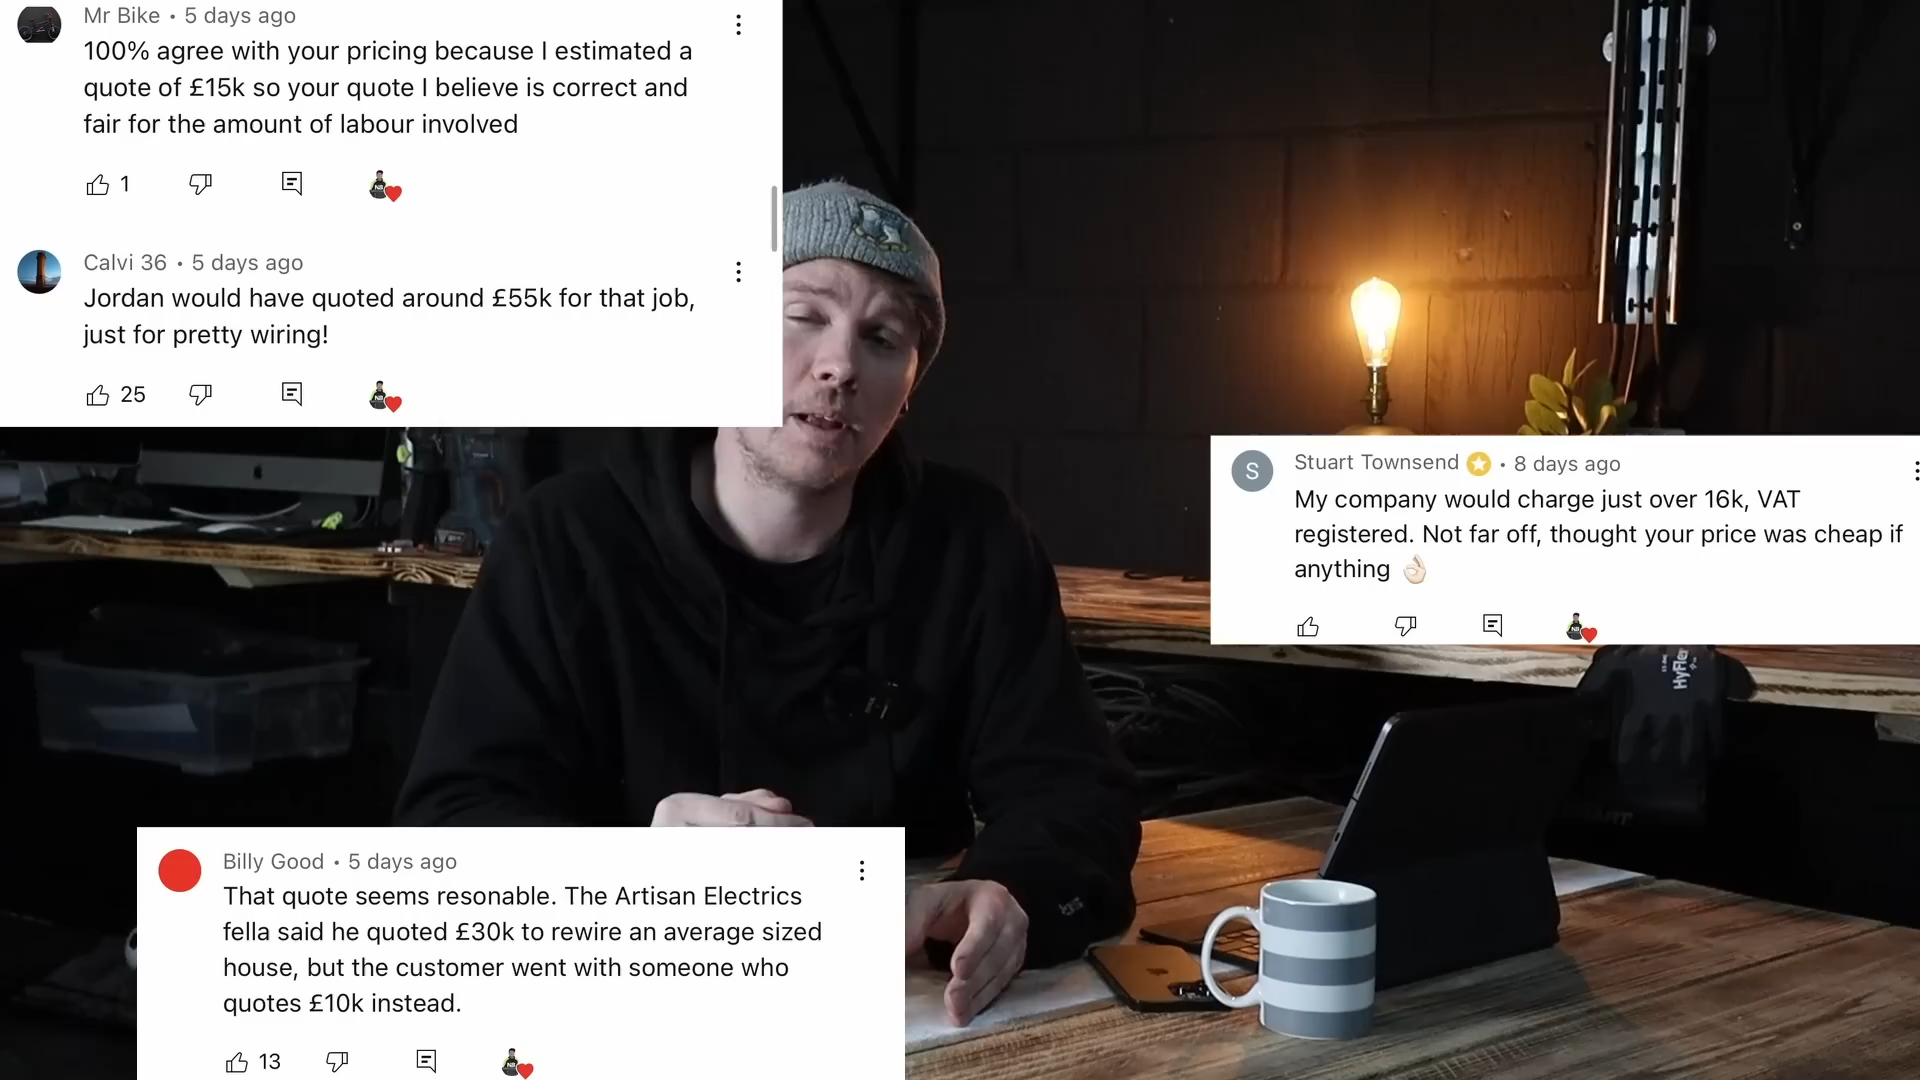 Mr Bike • 5 days ago
100% agree with your pricing because I estimated a
quote of £15k so your quote I believe is correct and
fair for the amount of labour involved
1
Calvi 36 • 5 days ago
Jordan would have quoted around £55k for that job,
just for pretty wiring!
25
S
Stuart Townsend • 8 days ago
My company would charge just over 16k, VAT
registered. Not far off, thought your price was cheap if
anything 👌🏻
HyFle
Billy Good • 5 days ago
That quote seems resonable. The Artisan Electrics
fella said he quoted £30k to rewire an average sized
house, but the customer went with someone who
quotes £10k instead.
13